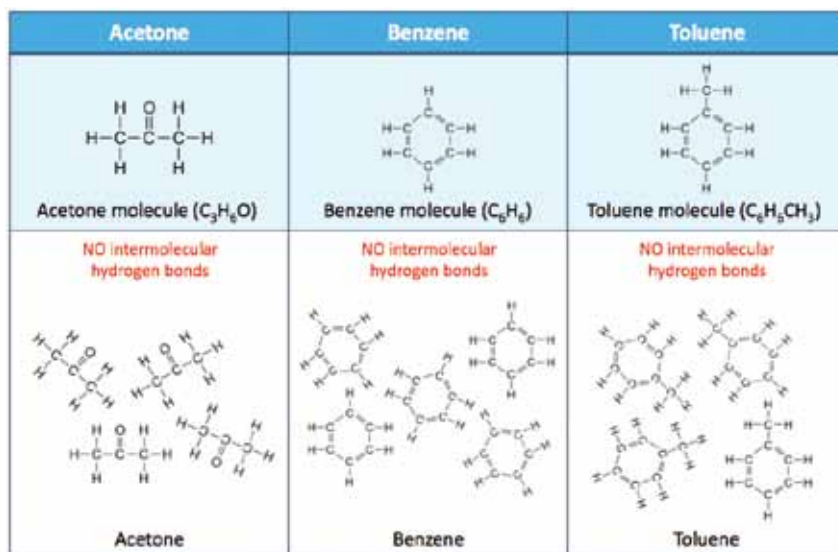 Acetone
Benzene
Toluene
Acetone molecule (C₃H₆O)
Benzene molecule (C₆H₆)
Toluene molecule (C₆H₅CH₃)
NO intermolecular
hydrogen bonds
NO intermolecular
hydrogen bonds
NO intermolecular
hydrogen bonds
Acetone
Benzene
Toluene